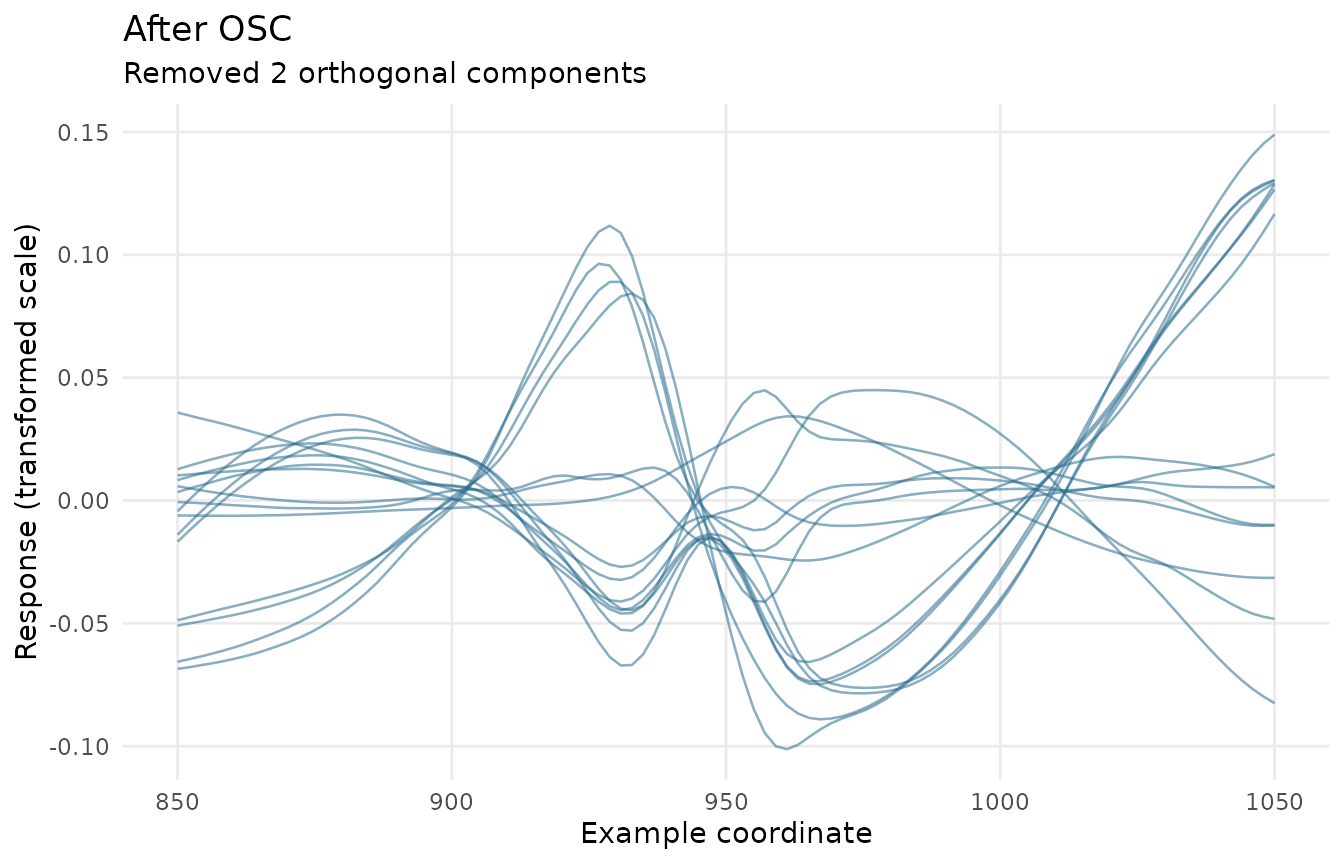 After OSC
Removed 2 orthogonal components
Response (transformed scale)
0.15
0.10
0.05
0.00
-0.05
-0.10
850 900 950 1000 1050
Example coordinate